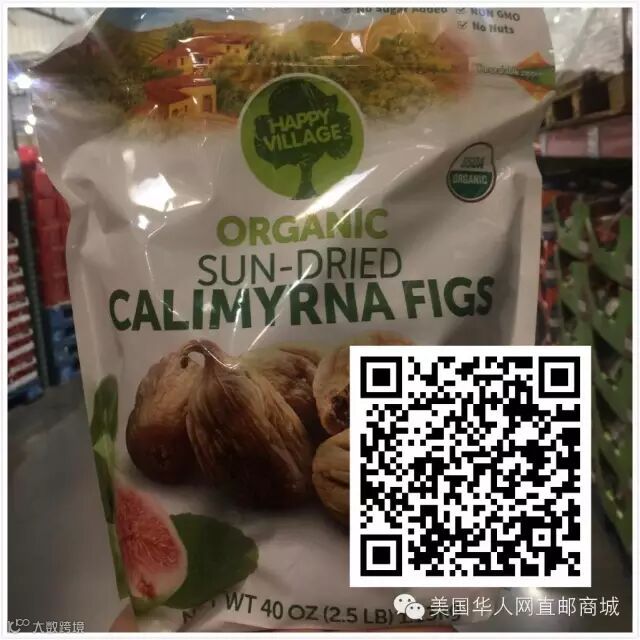 No Sugar Added
NON GMO
No Nuts
HAPPY
VILLAGE
USDA
ORGANIC
ORGANIC
SUN-DRIED
CALIMYRNA FIGS
WT 40 OZ (2.5 LB)
美国华人网直邮商城
大数跨境